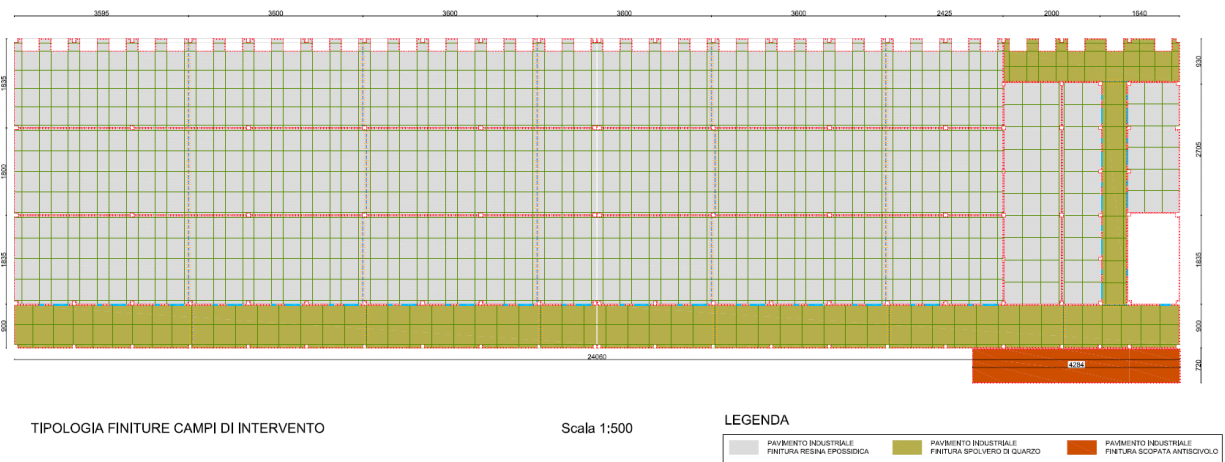 3595 3600 3600 3600 3600 2425 2000 1640
1835
1800
1835
900
930
2705
1835
900
720
24060
4284
TIPOLOGIA FINITURE CAMPI DI INTERVENTO
Scala 1:500
LEGENDA
PAVIMENTO INDUSTRIALE
FINITURA RESINA EPOSSIDICA
PAVIMENTO INDUSTRIALE
FINITURA SPOLVERO DI QUARZO
PAVIMENTO INDUSTRIALE
FINITURA SCOPATA ANTISCIVOLO